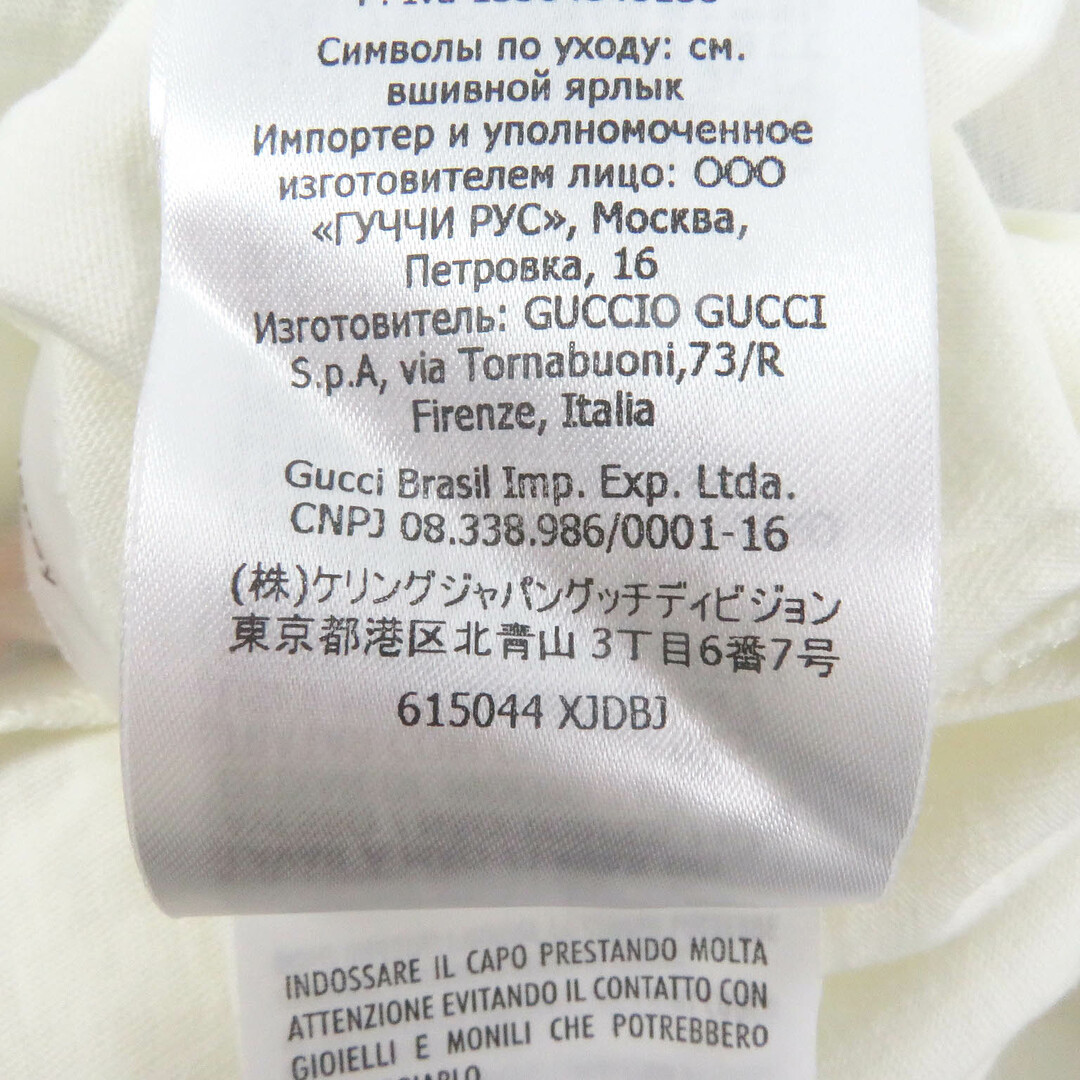 Символы по уходу: см.
вшивной ярлык
Импортер и уполномоченное
изготовителем лицо: ООО
«ГУЧЧИ РУС», Москва,
Петровка, 16
Изготовитель: GUCCIO GUCCI
S.p.A, via Tornabuoni,73/R
Firenze, Italia
Gucci Brasil Imp. Exp. Ltda.
CNPJ 08.338.986/0001-16
(株)ケリングジャパングッチディビジョン
東京都港区北青山 3丁目6番7号
615044 XJDBJ
INDOSSARE IL CAPO PRESTANDO MOLTA
ATTENZIONE EVITANDO IL CONTATTO CON
GIOIELLI E MONILI CHE POTREBBERO